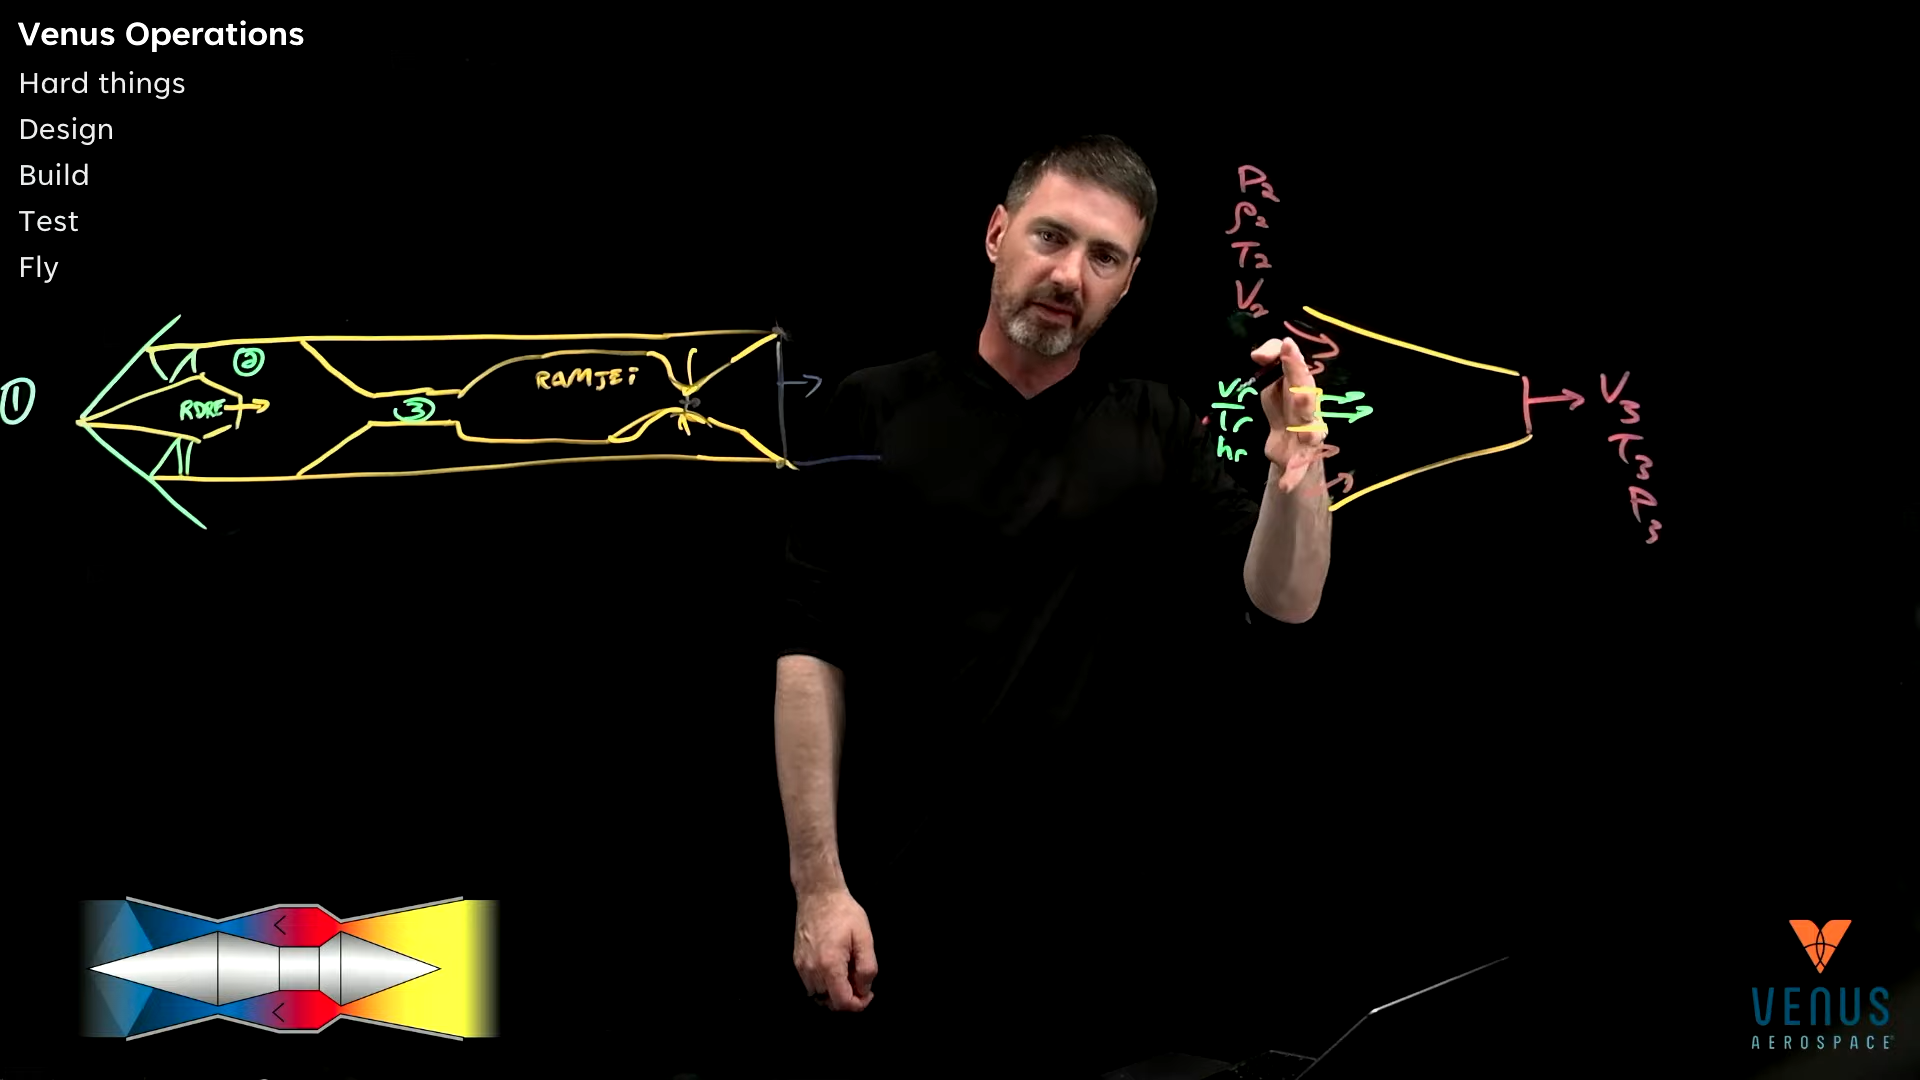 Venus Operations
Hard things
Design
Build
Test
Fly
①
②
RDRE
③
RAMJET
P2
ρ2
T2
V2
Vr
Tr
hr
V3
T3
P3
VENUS
AEROSPACE